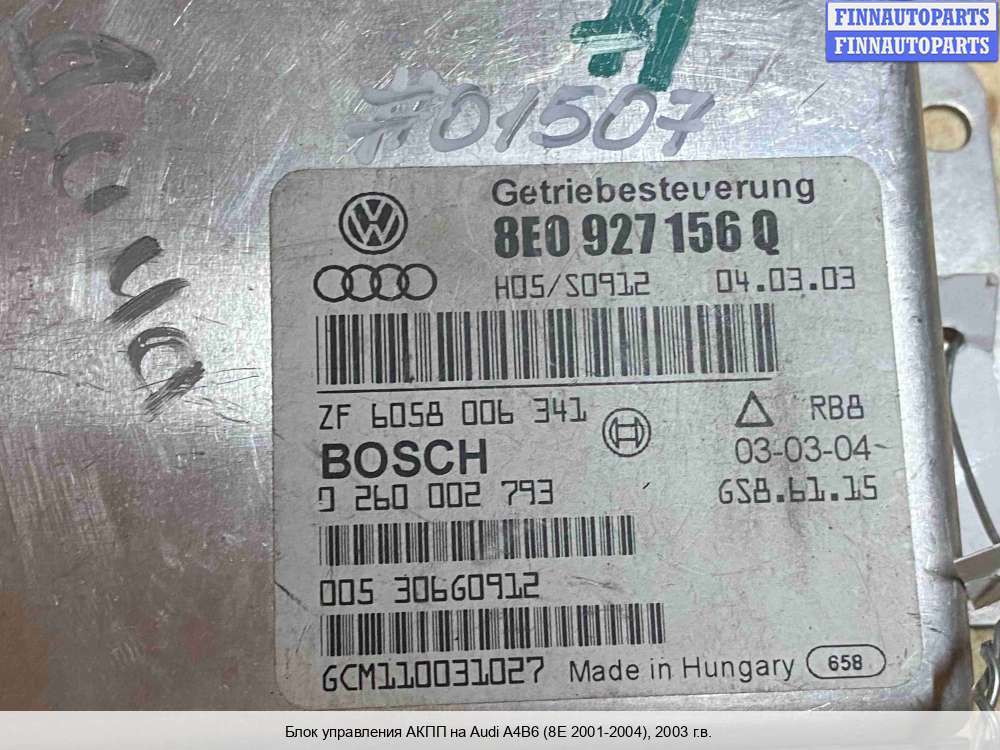 FINNAUTOPARTS
FINNAUTOPARTS
#01507
Getriebesteuerung
8E0 927 156 Q
H05/S0912 04.03.03
ZF 6058 006 341
RB8
BOSCH
03-03-04
9 260 002 793
GS8.61.15
005 306G0912
GCM110031027 Made in Hungary 658
Блок управления АКПП на Audi A4B6 (8E 2001-2004), 2003 г.в.